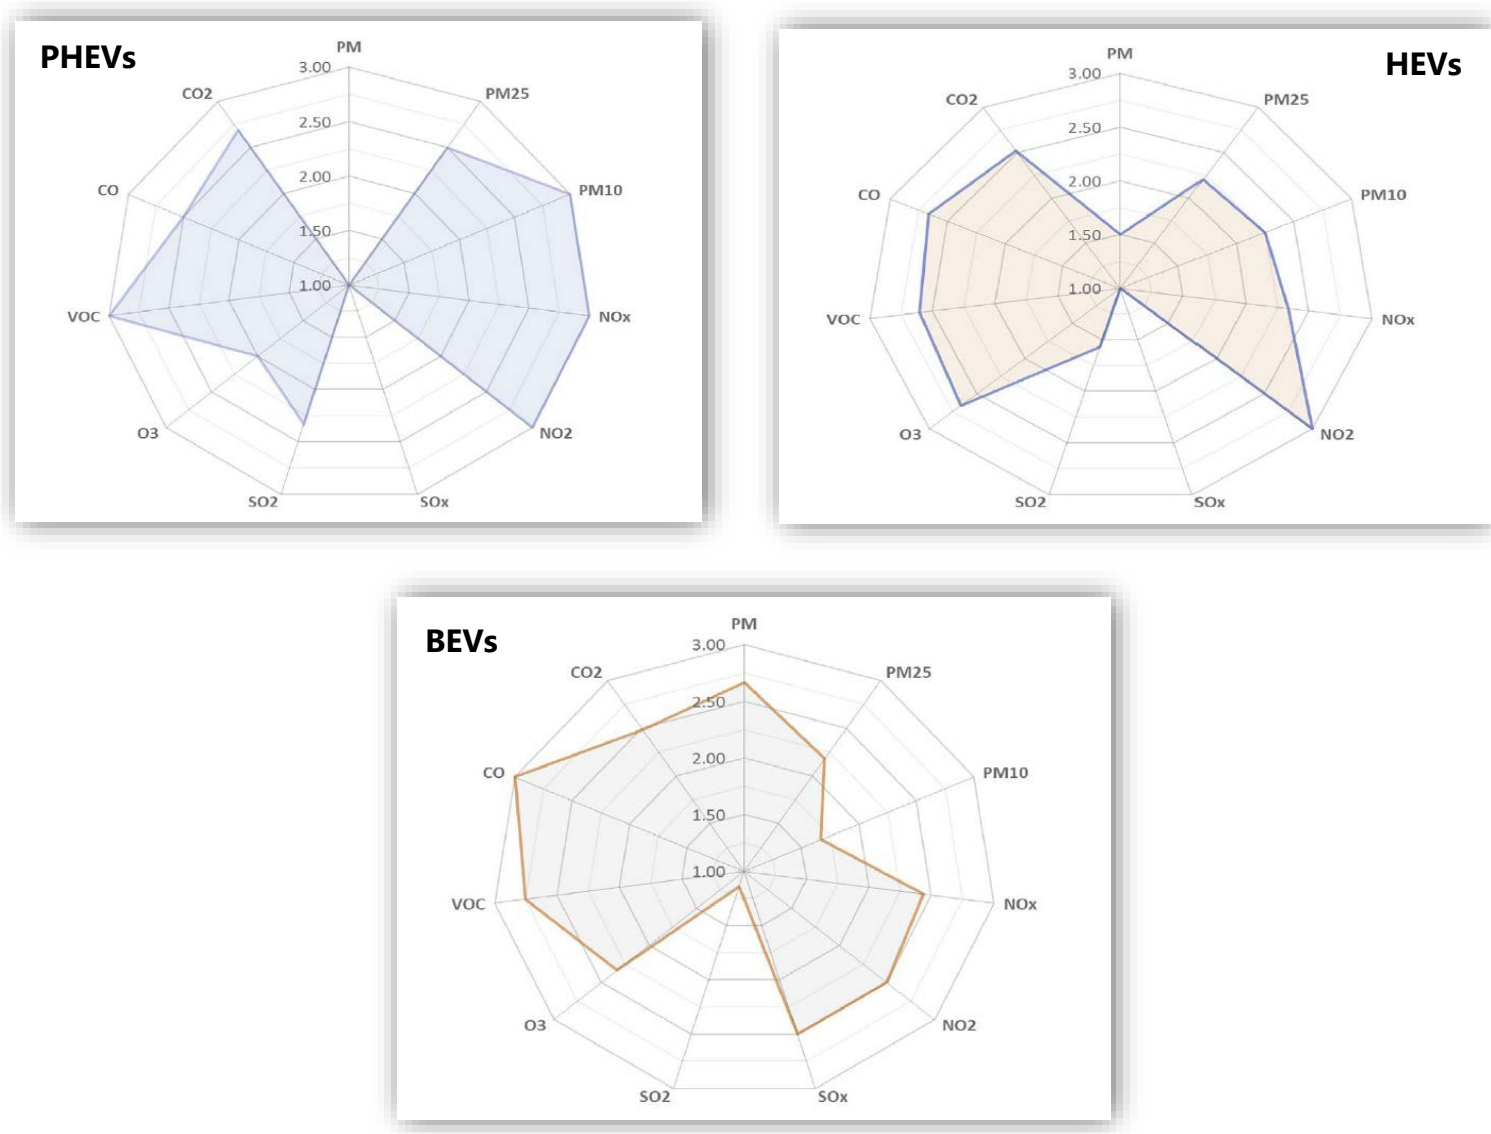 PHEVs
PM
3.00
CO2
PM25
2.50
2.00
CO
PM10
1.50
1.00
VOC
NOx
O3
NO2
SO2
SOx
HEVs
PM
3.00
CO2
PM25
2.50
2.00
CO
PM10
1.50
1.00
VOC
NOx
O3
NO2
SO2
SOx
BEVs
PM
3.00
CO2
PM25
2.50
2.00
CO
PM10
1.50
1.00
VOC
NOx
O3
NO2
SO2
SOx